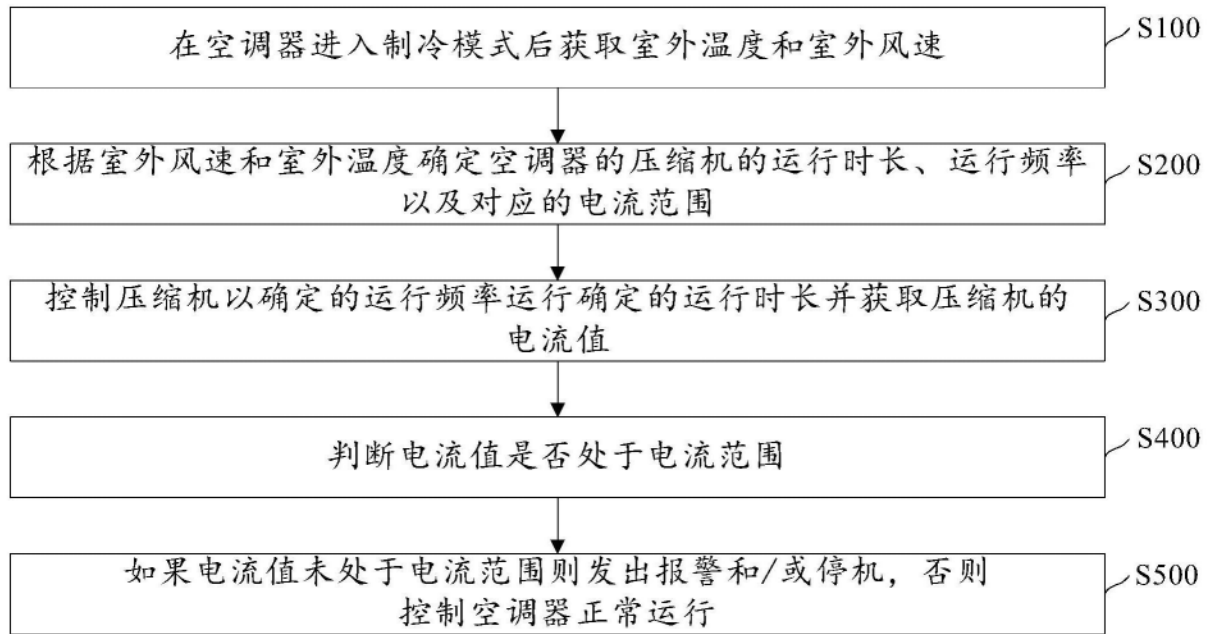 在空调器进入制冷模式后获取室外温度和室外风速
S100
根据室外风速和室外温度确定空调器的压缩机的运行时长、运行频率
以及对应的电流范围
S200
控制压缩机以确定的运行频率运行确定的运行时长并获取压缩机的
电流值
S300
判断电流值是否处于电流范围
S400
如果电流值未处于电流范围则发出报警和/或停机，否则
控制空调器正常运行
S500